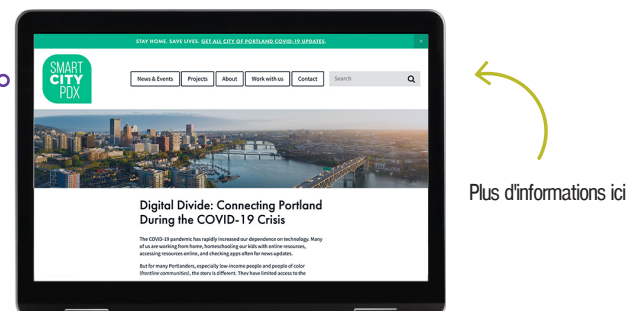 STAY HOME. SAVE LIVES. GET ALL CITY OF PORTLAND COVID-19 UPDATES.
SMART
CITY
PDX
News & Events
Projects
About
Work with us
Contact
Search
Digital Divide: Connecting Portland
During the COVID-19 Crisis
The COVID-19 pandemic has rapidly increased our dependence on technology. Many
of us are working from home, homeschooling our kids with online resources,
accessing resources online, and checking apps often for news updates.
But for many Portlanders, especially low-income people and people of color
(frontline communities), the story is different. They have limited access to the
Plus d'informations ici